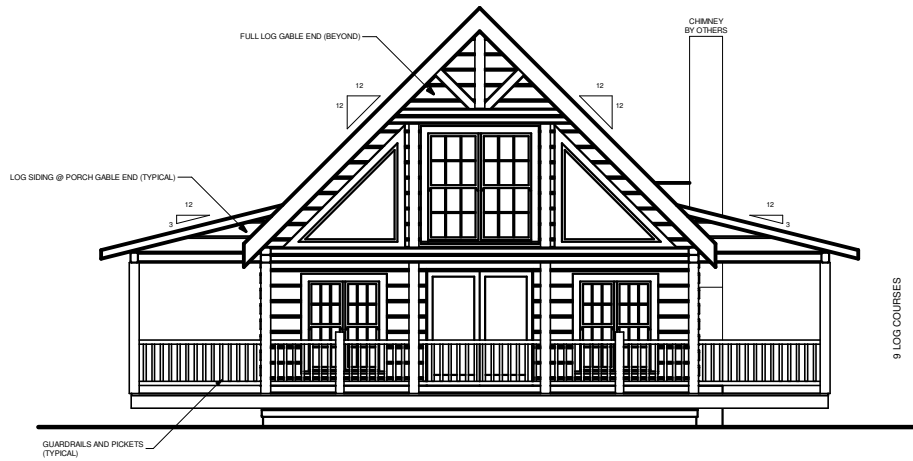 CHIMNEY
BY OTHERS
FULL LOG GABLE END (BEYOND)
12
12
12
12
LOG SIDING @ PORCH GABLE END (TYPICAL)
12
3
12
3
9 LOG COURSES
GUARDRAILS AND PICKETS
(TYPICAL)